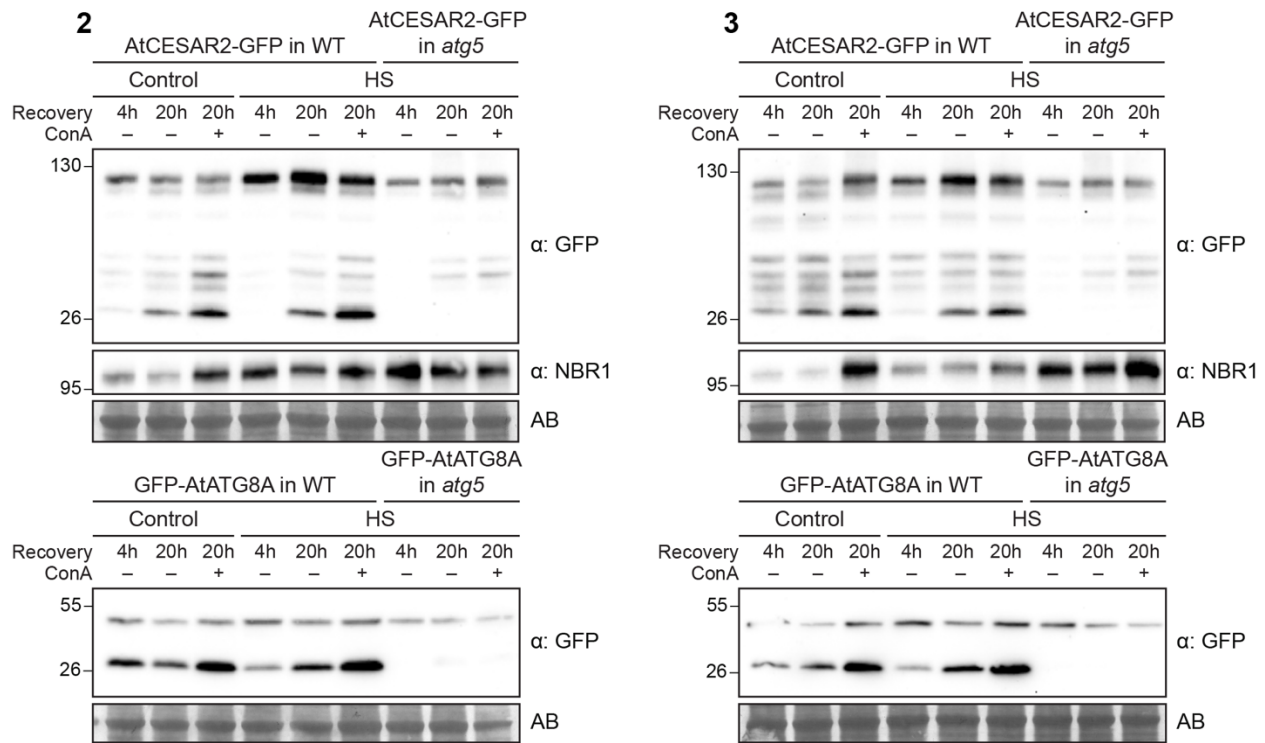 2
AtCESAR2-GFP in WT
AtCESAR2-GFP
in atg5
Control
HS
Recovery 4h 20h 20h 4h 20h 20h 4h 20h 20h
ConA – – + – – + – – +
130
26
α: GFP
95
α: NBR1
AB
GFP-AtATG8A in WT
GFP-AtATG8A
in atg5
Control
HS
Recovery 4h 20h 20h 4h 20h 20h 4h 20h 20h
ConA – – + – – + – – +
55
26
α: GFP
AB
3
AtCESAR2-GFP in WT
AtCESAR2-GFP
in atg5
Control
HS
Recovery 4h 20h 20h 4h 20h 20h 4h 20h 20h
ConA – – + – – + – – +
130
26
α: GFP
95
α: NBR1
AB
GFP-AtATG8A in WT
GFP-AtATG8A
in atg5
Control
HS
Recovery 4h 20h 20h 4h 20h 20h 4h 20h 20h
ConA – – + – – + – – +
55
26
α: GFP
AB